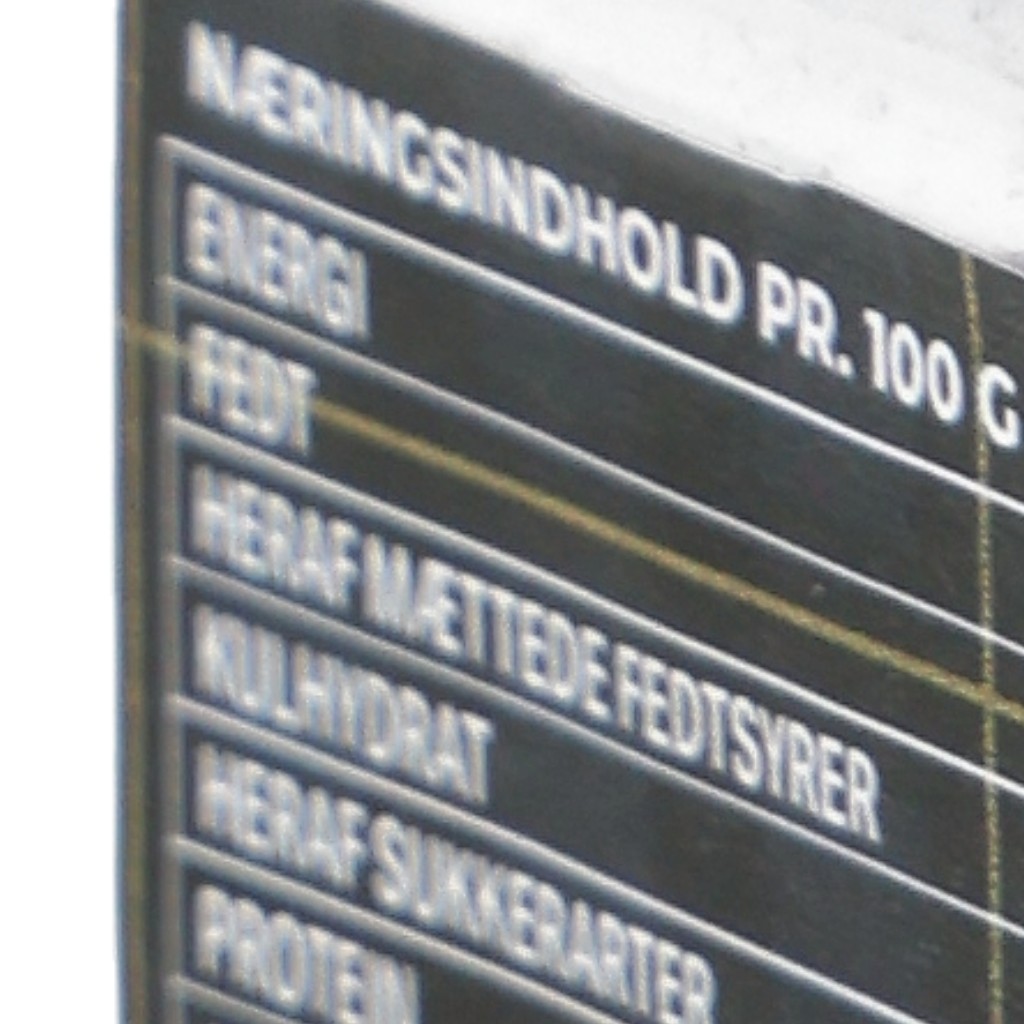 NÆRINGSINDHOLD PR. 100 G
ENERGI
FEDT
HERAF MÆTTEDE FEDTSYRER
KULHYDRAT
HERAF SUKKERARTER
PROTEIN